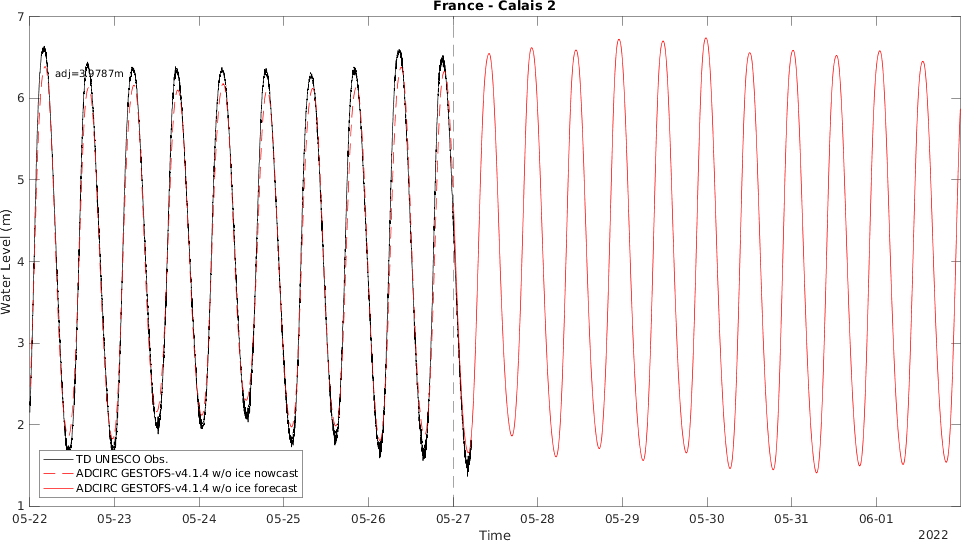 France - Calais 2
7
6
5
4
3
2
1
Water Level (m)
adj=3.9787m
TD UNESCO Obs.
ADCIRC GESTOFS-v4.1.4 w/o ice nowcast
ADCIRC GESTOFS-v4.1.4 w/o ice forecast
05-22 05-23 05-24 05-25 05-26 05-27 05-28 05-29 05-30 05-31 06-01
Time
2022